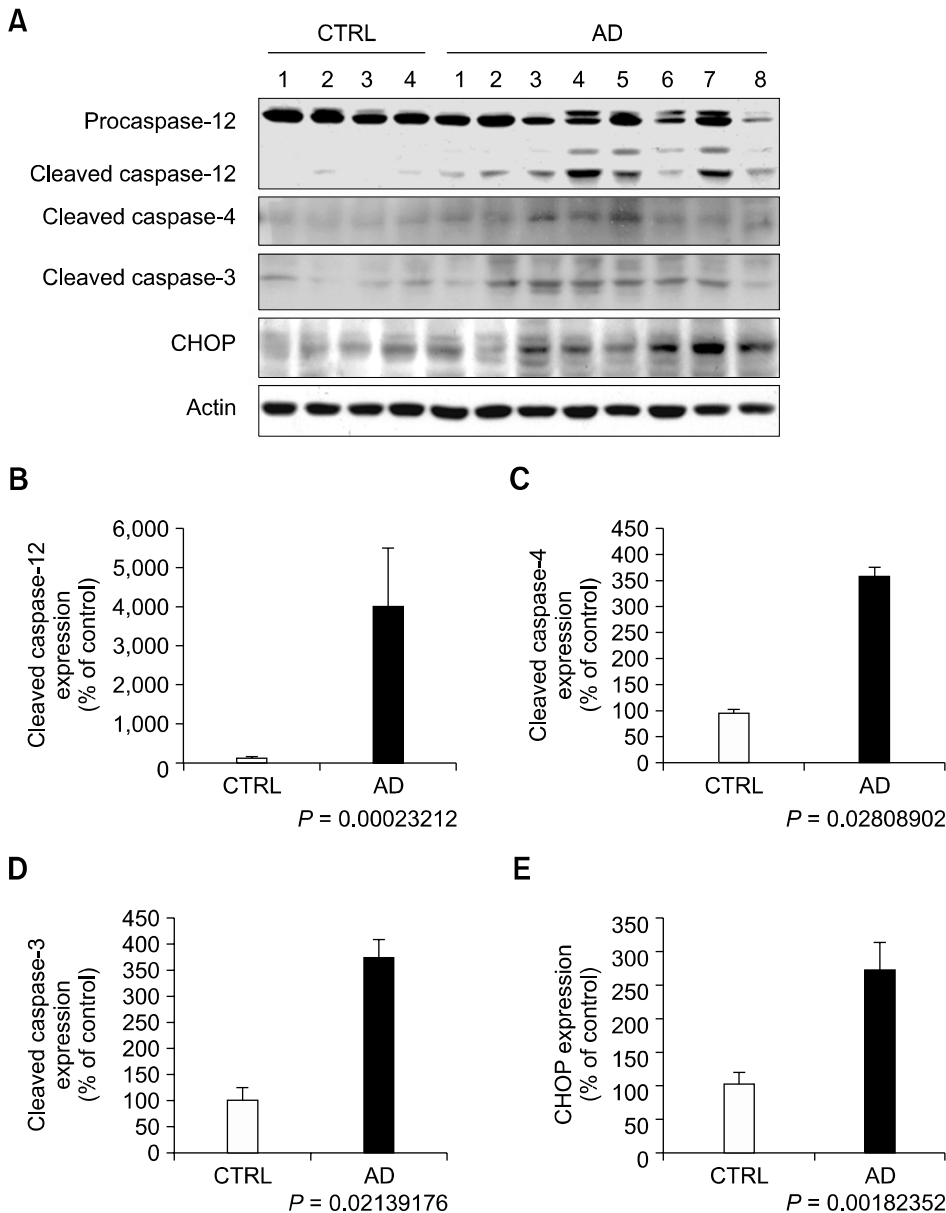 A
CTRL AD
1 2 3 4 1 2 3 4 5 6 7 8
Procaspase-12
Cleaved caspase-12
Cleaved caspase-4
Cleaved caspase-3
CHOP
Actin
B
Cleaved caspase-12
expression
(% of control)
6,000
5,000
4,000
3,000
2,000
1,000
0
CTRL AD
P = 0.00023212
C
Cleaved caspase-4
expression
(% of control)
450
400
350
300
250
200
150
100
50
0
CTRL AD
P = 0.02808902
D
Cleaved caspase-3
expression
(% of control)
450
400
350
300
250
200
150
100
50
0
CTRL AD
P = 0.02139176
E
CHOP expression
(% of control)
350
300
250
200
150
100
50
0
CTRL AD
P = 0.00182352